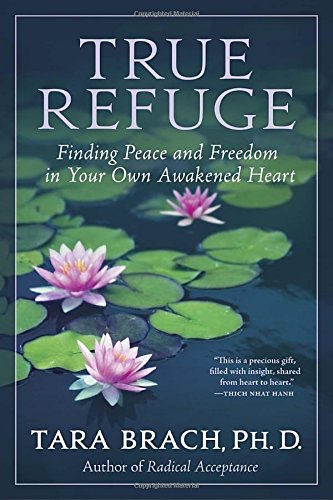 TRUE
REFUGE
Finding Peace and Freedom
in Your Own Awakened Heart
“This is a precious gift,
filled with insight, shared
from heart to heart.”
—THICH NHAT HANH
TARA BRACH, PH. D.
Author of Radical Acceptance